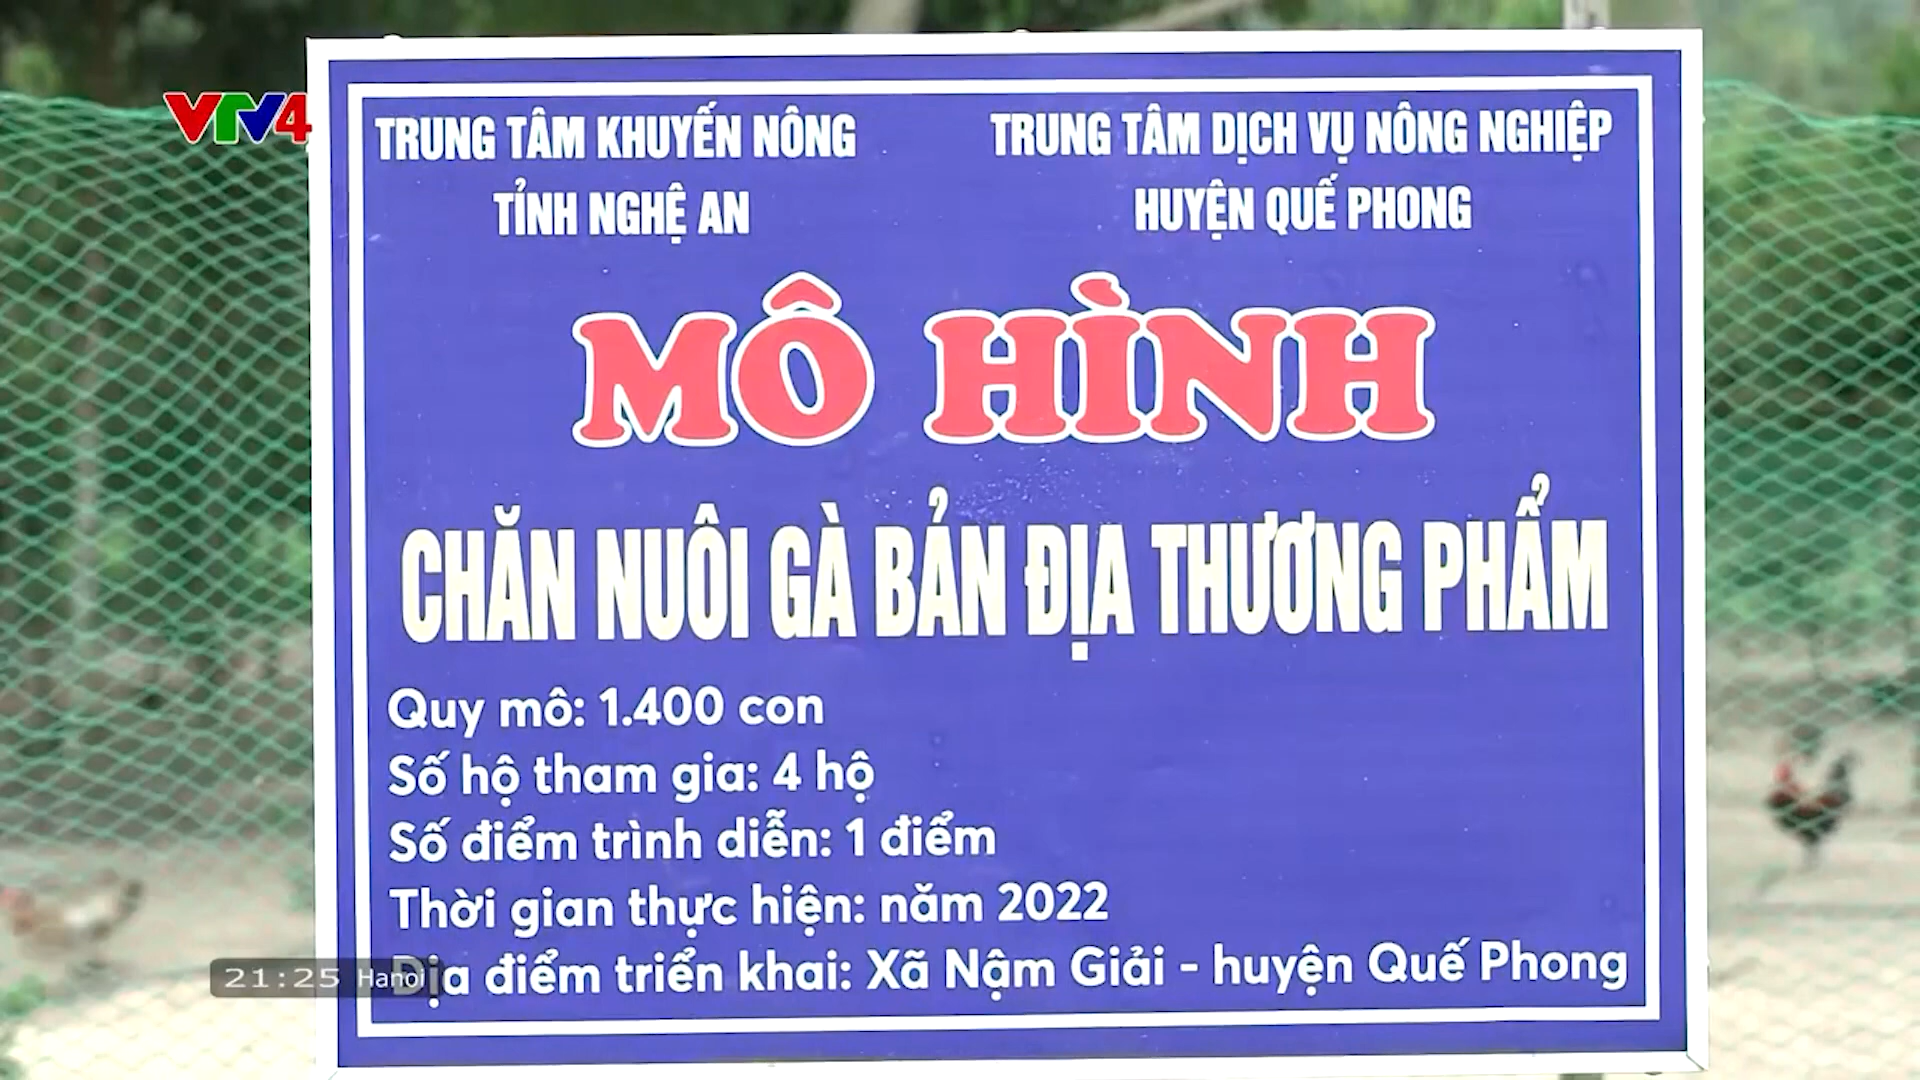 VTV4
TRUNG TÂM KHUYẾN NÔNG
TỈNH NGHỆ AN
TRUNG TÂM DỊCH VỤ NÔNG NGHIỆP
HUYỆN QUẾ PHONG
MÔ HÌNH
CHĂN NUÔI GÀ BẢN ĐỊA THƯƠNG PHẨM
Quy mô: 1.400 con
Số hộ tham gia: 4 hộ
Số điểm trình diễn: 1 điểm
Thời gian thực hiện: năm 2022
Địa điểm triển khai: Xã Nậm Giải - huyện Quế Phong
21:25 Hanoi